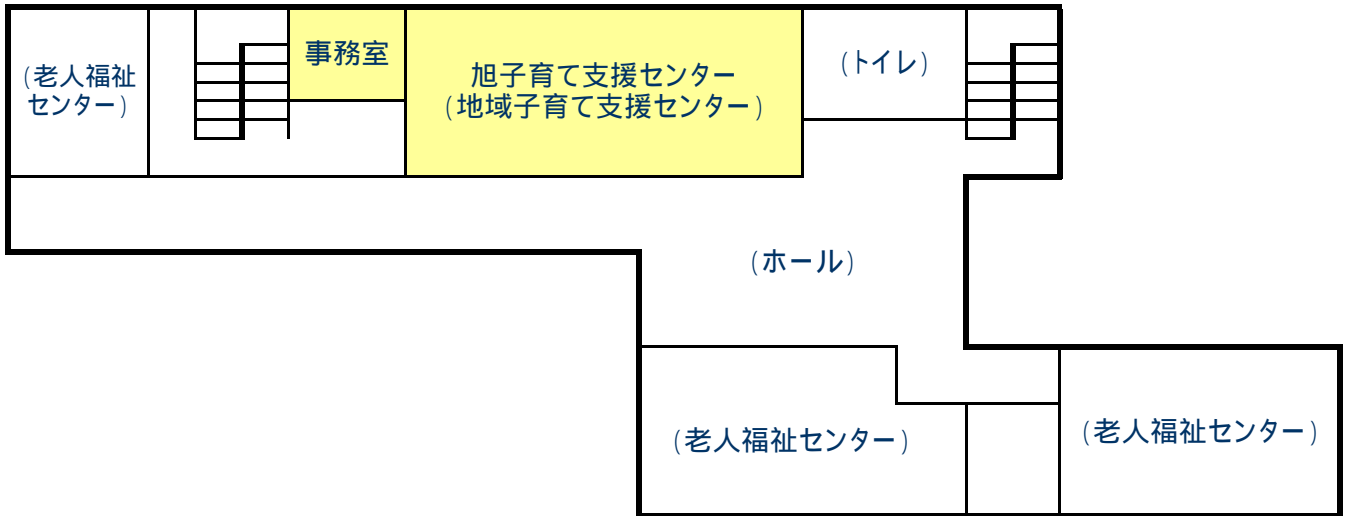 (老人福祉
センター)
事務室
旭子育て支援センター
(地域子育て支援センター)
(トイレ)
(ホール)
(老人福祉センター)
(老人福祉センター)